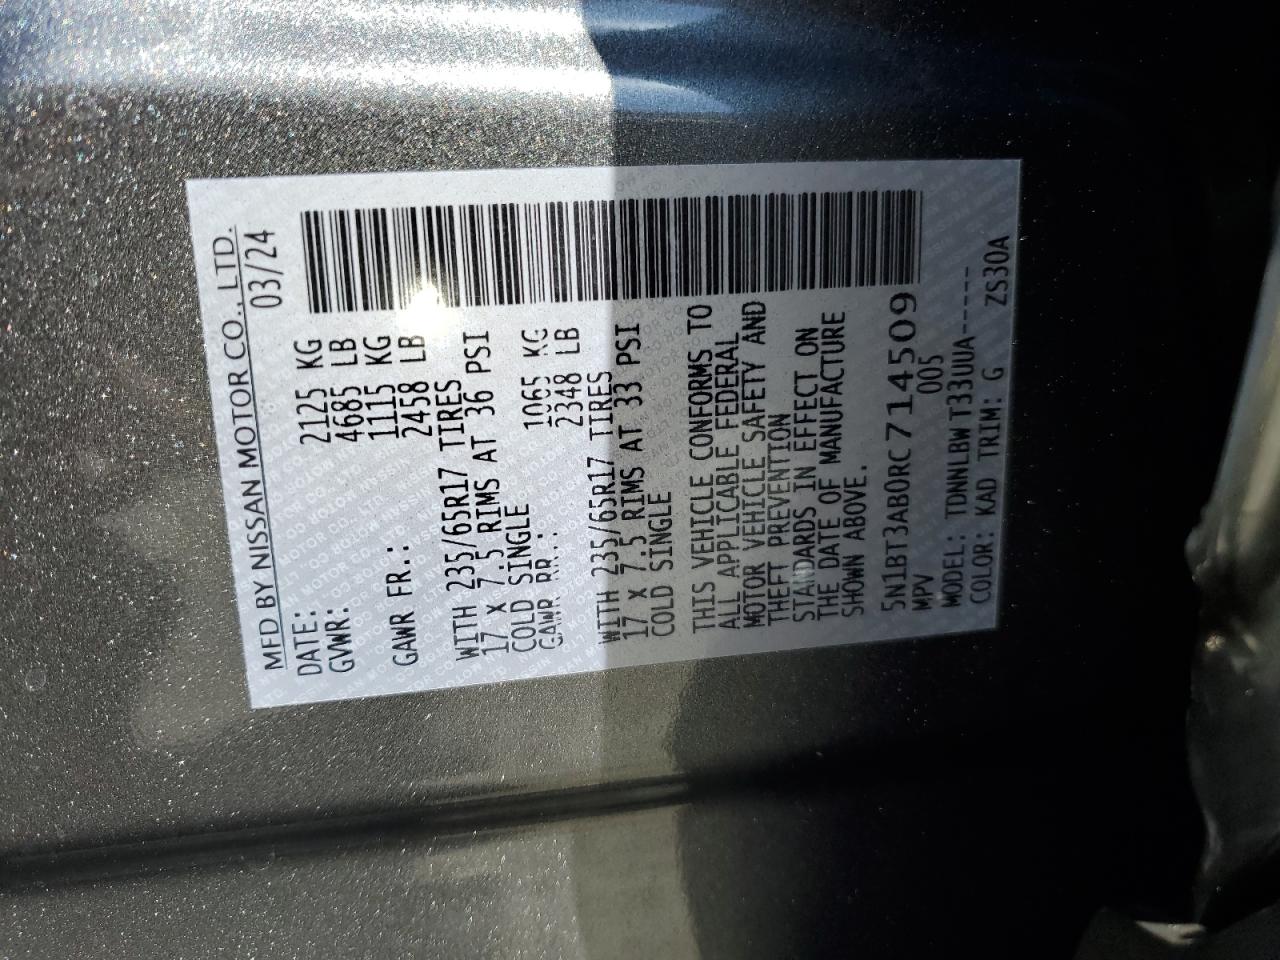 MFD BY NISSAN MOTOR CO., LTD.
DATE: 03/24
GVWR: 2125 KG
4685 LB
GAWR FR.: 1115 KG
2458 LB
WITH 235/65R17 TIRES
17 X 7.5 RIMS AT 36 PSI
COLD SINGLE
GAWR RR.: 1065 KG
2348 LB
WITH 235/65R17 TIRES
17 X 7.5 RIMS AT 33 PSI
COLD SINGLE
THIS VEHICLE CONFORMS TO
ALL APPLICABLE FEDERAL
MOTOR VEHICLE SAFETY AND
THEFT PREVENTION
STANDARDS IN EFFECT ON
THE DATE OF MANUFACTURE
SHOWN ABOVE.
5N1BT3AB0RC714509
MPV 005
MODEL: TDNNLBW T33UUA-----
COLOR: KAD TRIM: G ZS30A